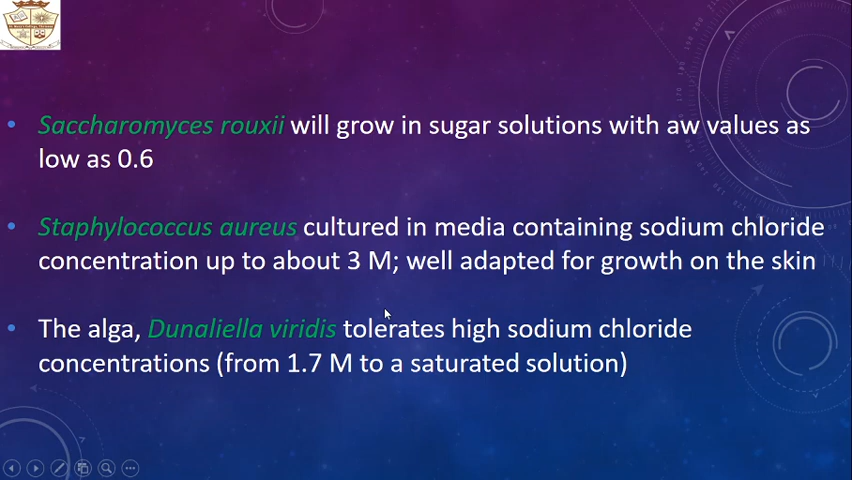 • Saccharomyces rouxii will grow in sugar solutions with aw values as
low as 0.6
• Staphylococcus aureus cultured in media containing sodium chloride
concentration up to about 3 M; well adapted for growth on the skin
• The alga, Dunaliella viridis tolerates high sodium chloride
concentrations (from 1.7 M to a saturated solution)